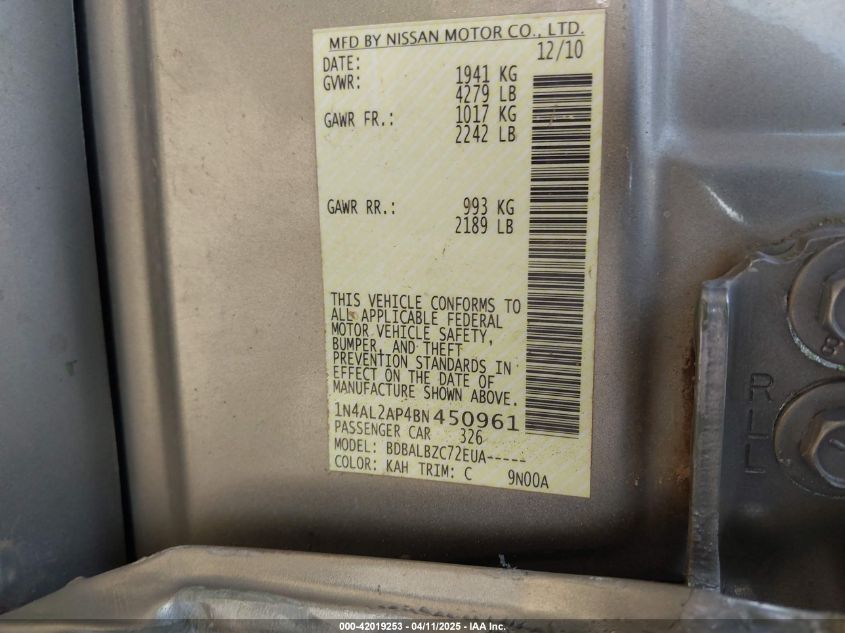 MFD BY NISSAN MOTOR CO., LTD.
DATE: 12/10
GVWR: 1941 KG
4279 LB
GAWR FR.: 1017 KG
2242 LB
GAWR RR.: 993 KG
2189 LB
THIS VEHICLE CONFORMS TO
ALL APPLICABLE FEDERAL
MOTOR VEHICLE SAFETY,
BUMPER, AND THEFT
PREVENTION STANDARDS IN
EFFECT ON THE DATE OF
MANUFACTURE SHOWN ABOVE.
1N4AL2AP4BN450961
PASSENGER CAR 326
MODEL: BDBALBZC72EUA-----
COLOR: KAH TRIM: C 9N00A
8
RLL
000-42019253 - 04/11/2025 - IAA